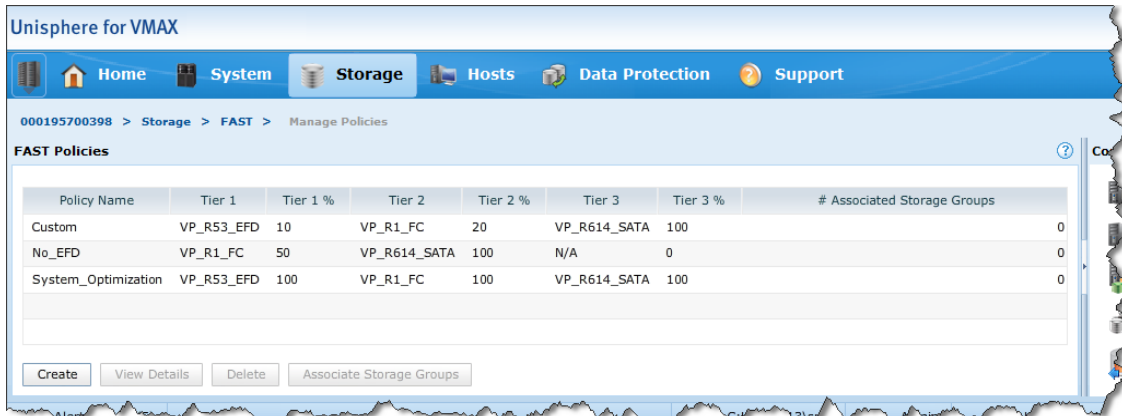 Unisphere for VMAX
Home System Storage Hosts Data Protection Support
000195700398 > Storage > FAST > Manage Policies
FAST Policies
Policy Name Tier 1 Tier 1 % Tier 2 Tier 2 % Tier 3 Tier 3 % # Associated Storage Groups
Custom VP_R53_EFD 10 VP_R1_FC 20 VP_R614_SATA 100 0
No_EFD VP_R1_FC 50 VP_R614_SATA 100 N/A 0 0
System_Optimization VP_R53_EFD 100 VP_R1_FC 100 VP_R614_SATA 100 0
Create View Details Delete Associate Storage Groups